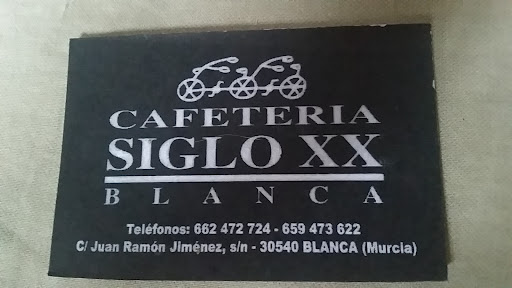 CAFETERIA
SIGLO XX
BLANCA
Teléfonos: 662 472 724 - 659 473 622
C/ Juan Ramón Jiménez, s/n - 30540 BLANCA (Murcia)